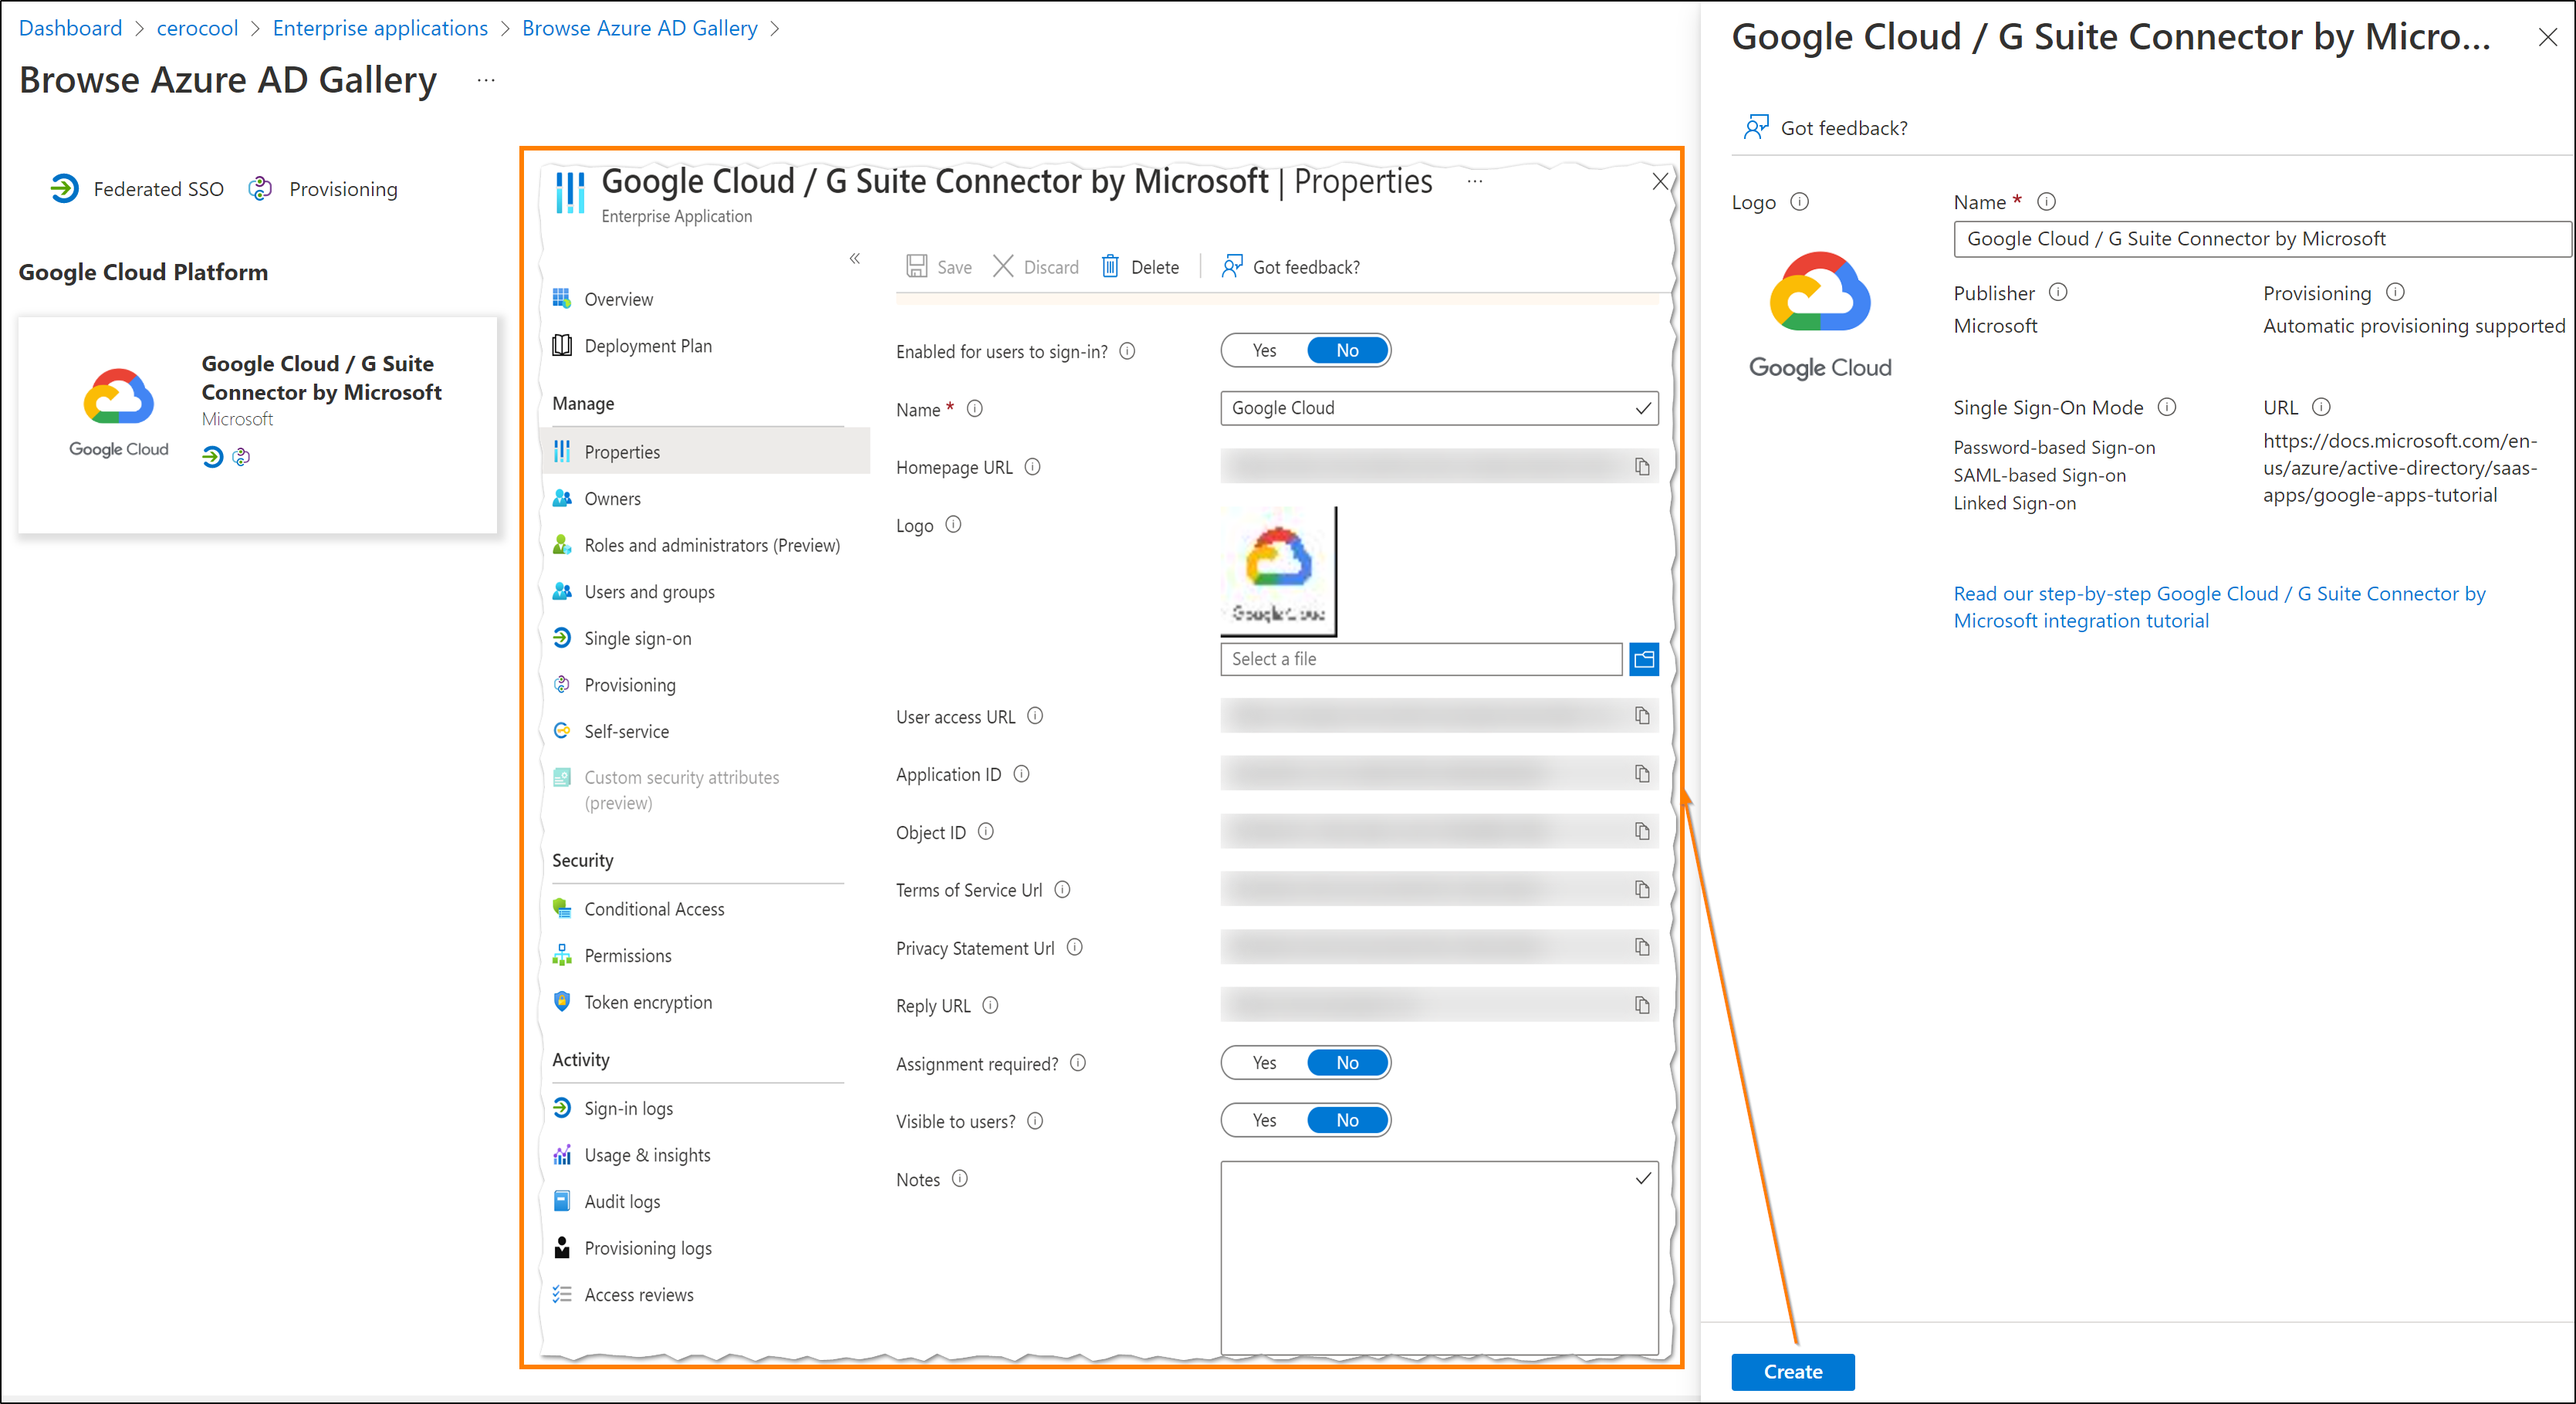 Dashboard > cerocool > Enterprise applications > Browse Azure AD Gallery >
Browse Azure AD Gallery ...
Federated SSO Provisioning
Google Cloud Platform
Google Cloud / G Suite
Connector by Microsoft
Microsoft
Google Cloud
Google Cloud / G Suite Connector by Microsoft | Properties ...
Enterprise Application
«
Overview
Deployment Plan
Manage
Properties
Owners
Roles and administrators (Preview)
Users and groups
Single sign-on
Provisioning
Self-service
Custom security attributes
(preview)
Security
Conditional Access
Permissions
Token encryption
Activity
Sign-in logs
Usage & insights
Audit logs
Provisioning logs
Access reviews
Save Discard Delete Got feedback?
Enabled for users to sign-in? Yes No
Name * Google Cloud
Homepage URL
Logo
Google Cloud
Select a file
User access URL
Application ID
Object ID
Terms of Service Url
Privacy Statement Url
Reply URL
Assignment required? Yes No
Visible to users? Yes No
Notes
Google Cloud / G Suite Connector by Micro...
Got feedback?
Logo
Google Cloud
Name *
Google Cloud / G Suite Connector by Microsoft
Publisher
Microsoft
Provisioning
Automatic provisioning supported
Single Sign-On Mode
Password-based Sign-on
SAML-based Sign-on
Linked Sign-on
URL
https://docs.microsoft.com/en-
us/azure/active-directory/saas-
apps/google-apps-tutorial
Read our step-by-step Google Cloud / G Suite Connector by
Microsoft integration tutorial
Create